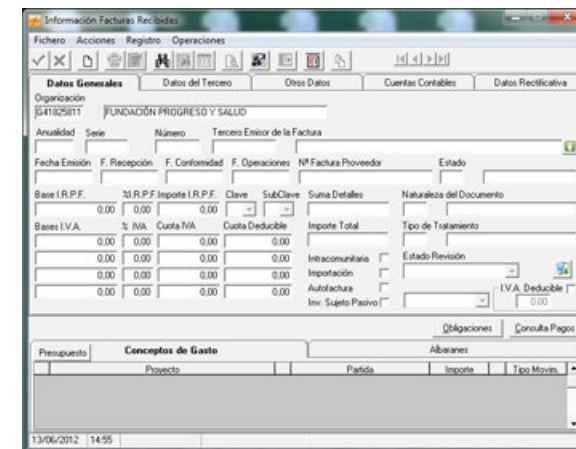 Información Facturas Recibidas
Fichero Acciones Registro Operaciones
Datos Generales Datos del Tercero Otros Datos Cuentas Contables Datos Rectificativa
Organización
G41825811 FUNDACIÓN PROGRESO Y SALUD
Anualidad Serie Número Tercero Emisor de la Factura
Fecha Emisión F. Recepción F. Conformidad F. Operaciones Nº Factura Proveedor Estado
Base I.R.P.F. %I.R.P.F. Importe I.R.P.F. Clave SubClave Suma Detalles Naturaleza del Documento
0,00 0,00 0,00
Bases I.V.A. % IVA Cuota IVA Cuota Deducible Importe Total Tipo de Tratamiento
0,00 0,00 0,00 0,00
0,00 0,00 0,00 0,00 Intracomunitaria Estado Revisión
0,00 0,00 0,00 0,00 Importación
0,00 0,00 0,00 0,00 Autofactura I.V.A. Deducible
Inv. Sujeto Pasivo 0,00
Obligaciones Consulta Pagos
Presupuesto Conceptos de Gasto Albaranes
Proyecto Partida Importe Tipo Movim.
13/06/2012 14:55